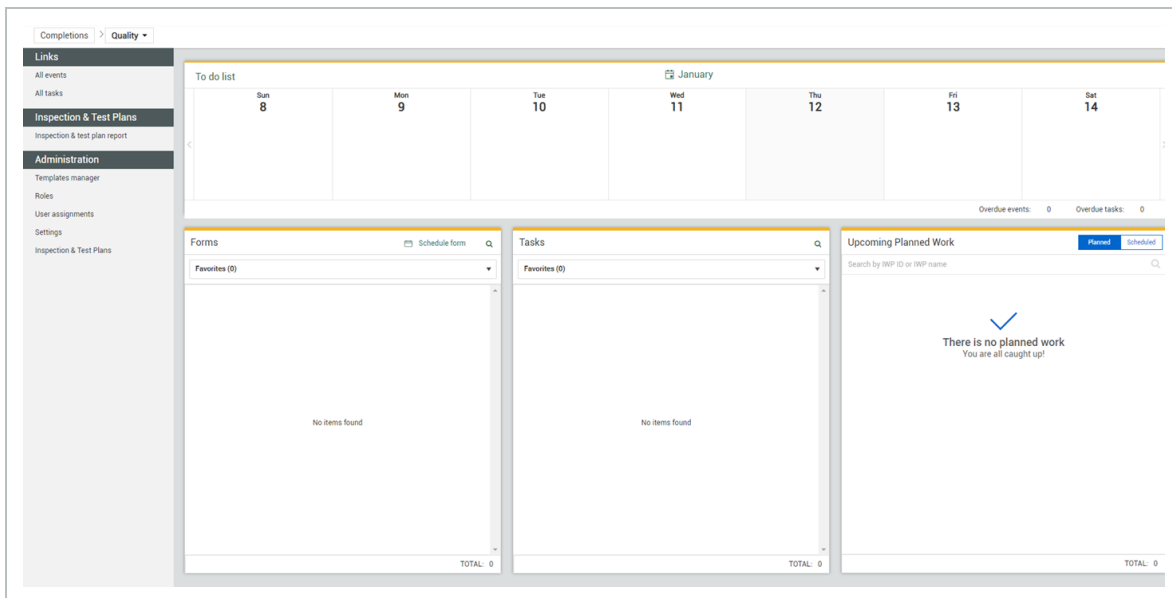 Completions > Quality
Links
All events
All tasks
Inspection & Test Plans
Inspection & test plan report
Administration
Templates manager
Roles
User assignments
Settings
Inspection & Test Plans
To do list
January
Sun Mon Tue Wed Thu Fri Sat
8 9 10 11 12 13 14
Overdue events: 0 Overdue tasks: 0
Forms Schedule form
Favorites (0)
No items found
TOTAL: 0
Tasks
Favorites (0)
No items found
TOTAL: 0
Upcoming Planned Work Planned Scheduled
Search by IWP ID or IWP name
There is no planned work
You are all caught up!
TOTAL: 0